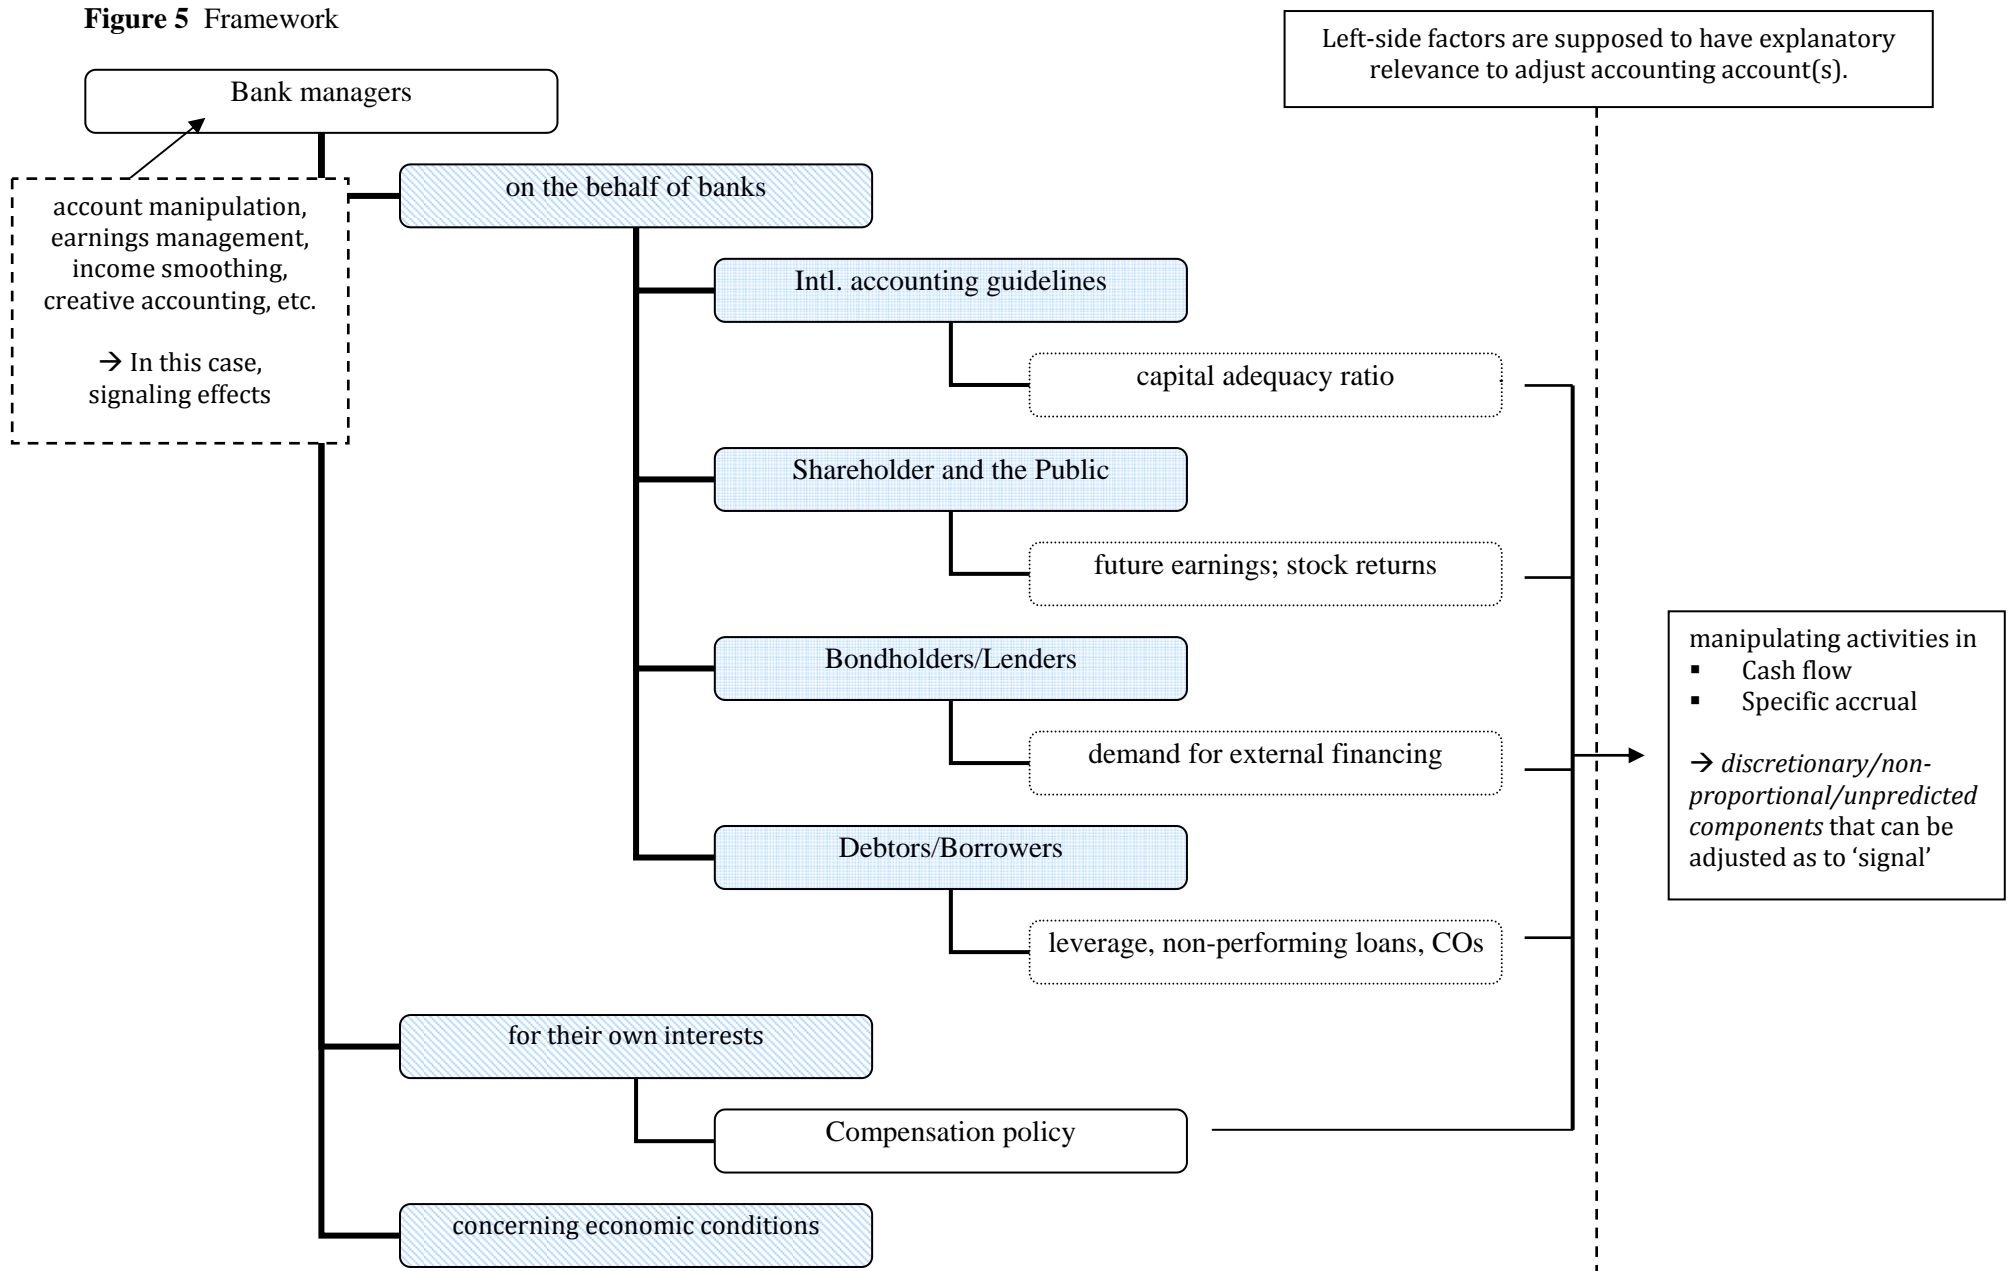 Figure 5 Framework
Left-side factors are supposed to have explanatory
relevance to adjust accounting account(s).
Bank managers
account manipulation,
earnings management,
income smoothing,
creative accounting, etc.
→ In this case,
signaling effects
on the behalf of banks
Intl. accounting guidelines
capital adequacy ratio
Shareholder and the Public
future earnings; stock returns
Bondholders/Lenders
demand for external financing
Debtors/Borrowers
leverage, non-performing loans, COs
for their own interests
Compensation policy
concerning economic conditions
manipulating activities in
▪ Cash flow
▪ Specific accrual
→ discretionary/non-
proportional/unpredicted
components that can be
adjusted as to ‘signal’